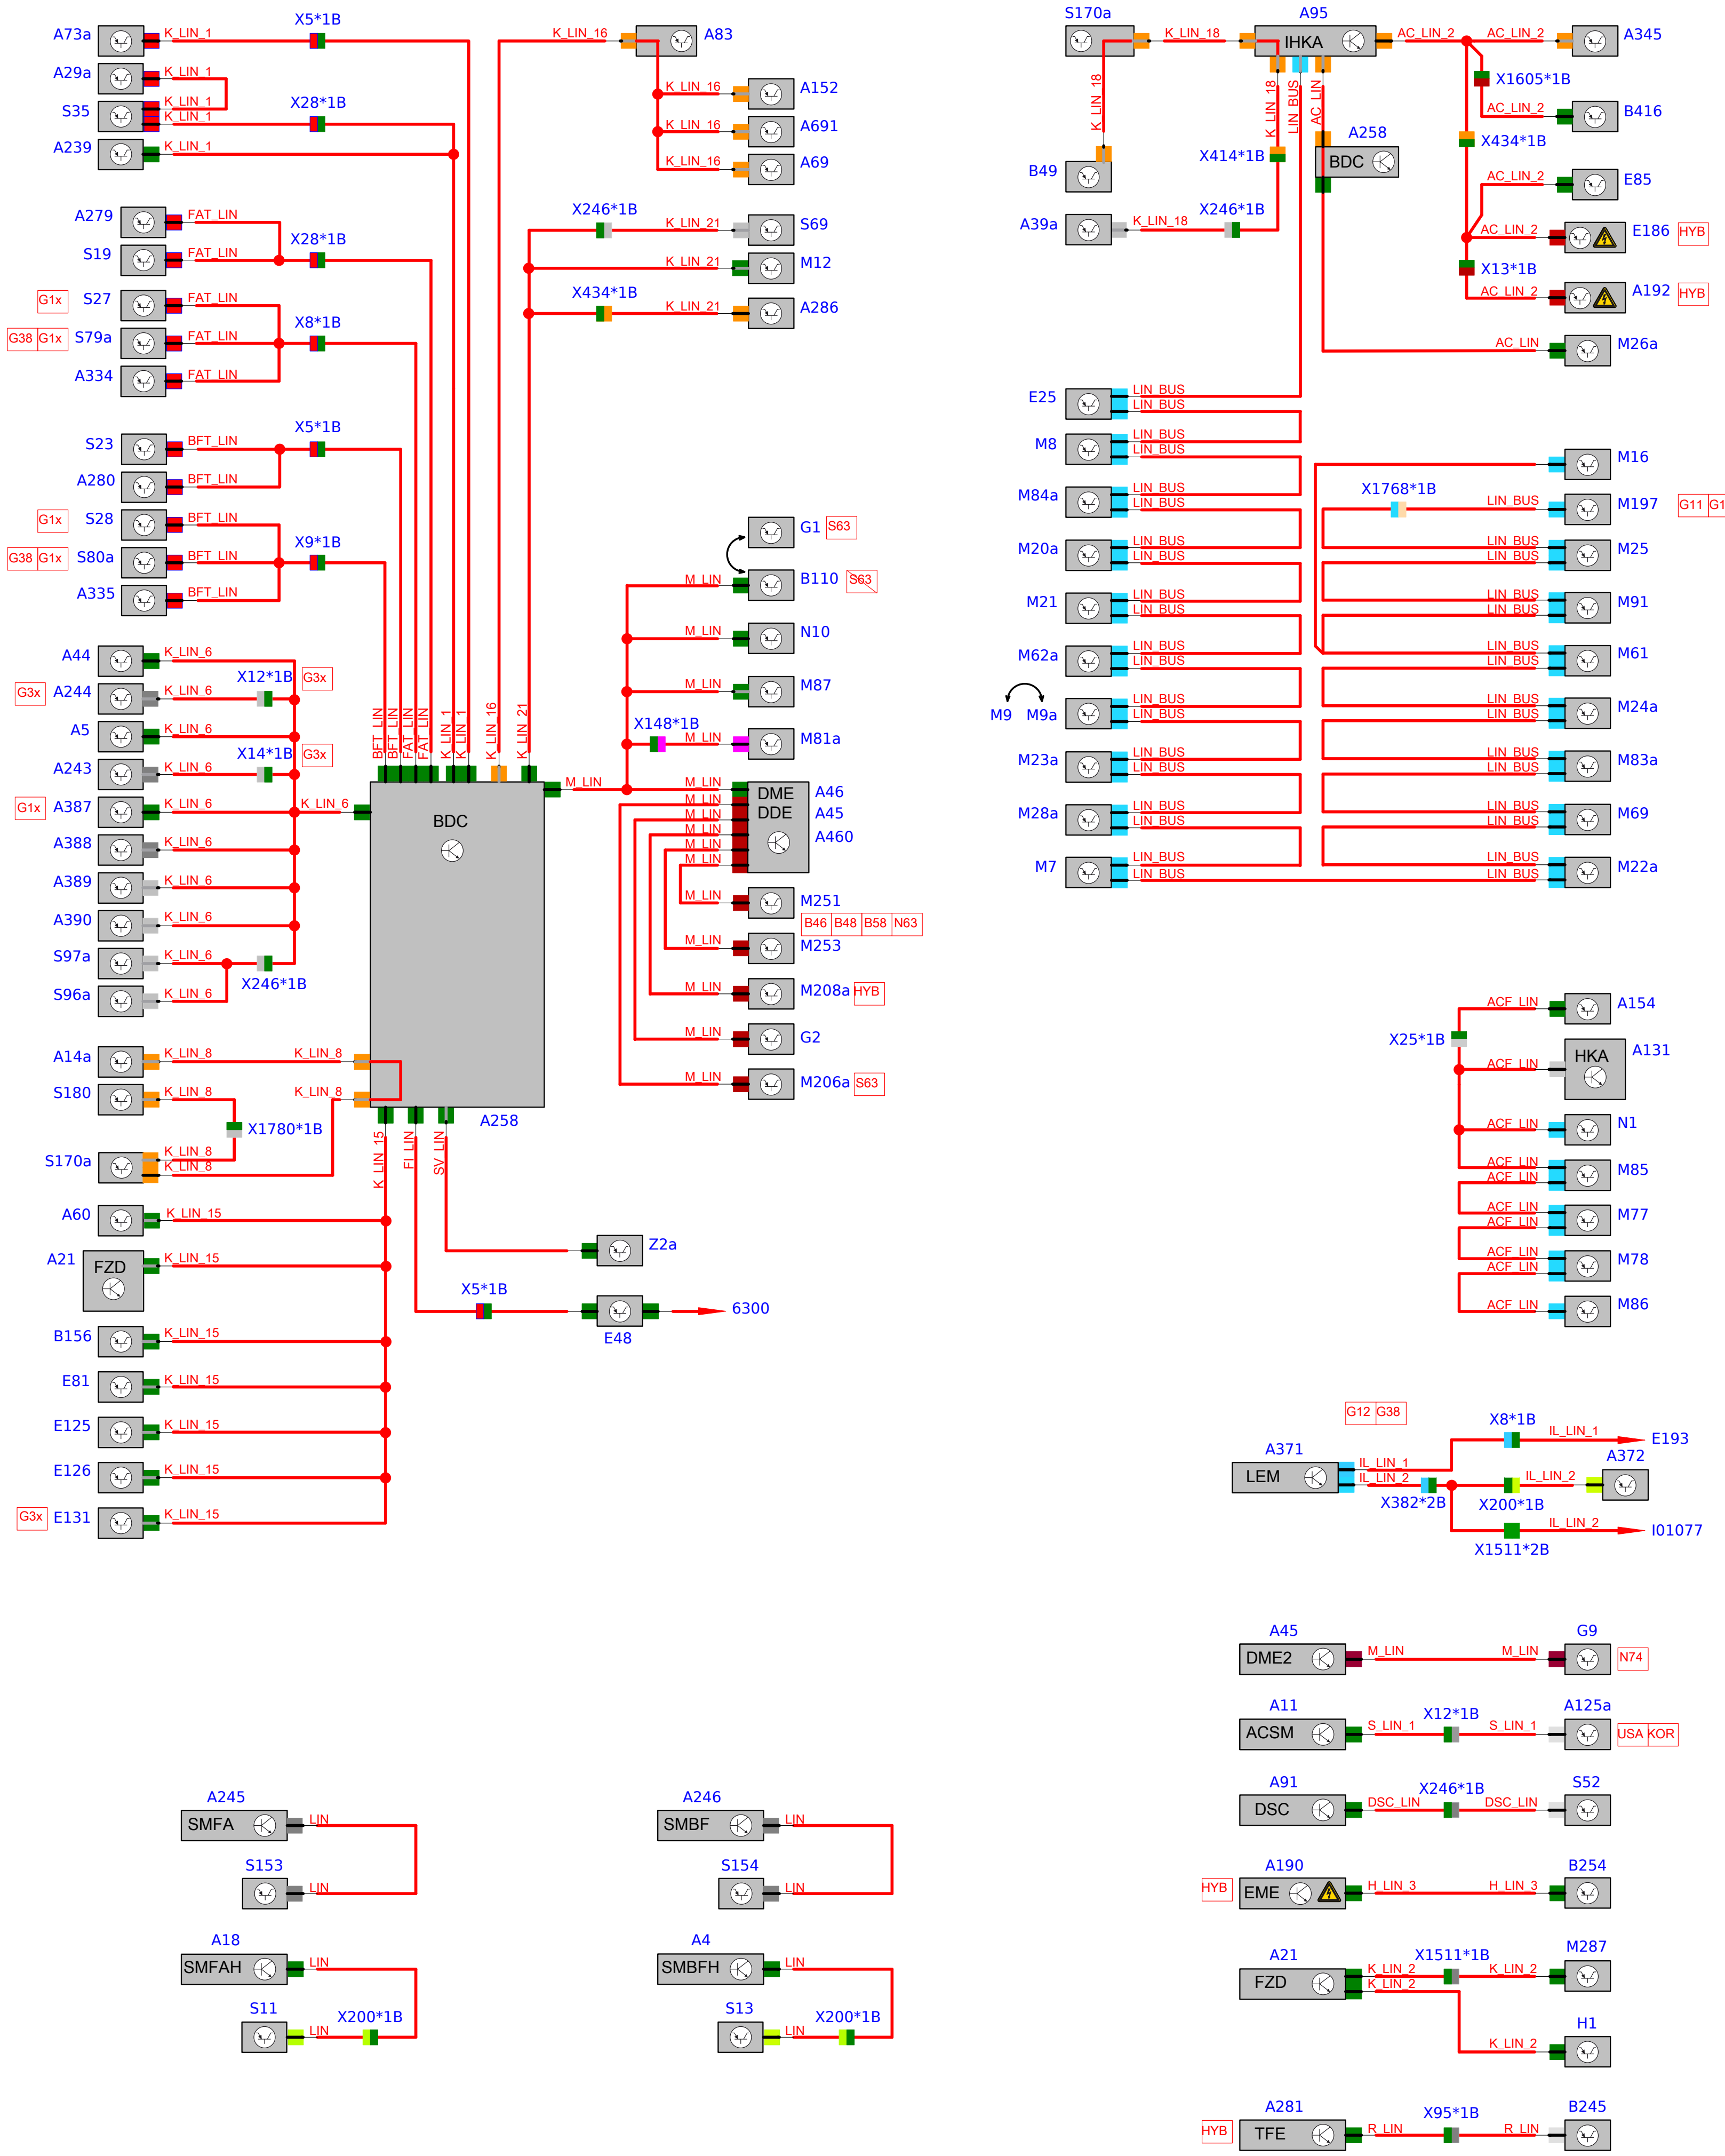 A73a
K_LIN_1
X5*1B
A29a
K_LIN_1
S35
K_LIN_1
K_LIN_1
X28*1B
A239
K_LIN_1
A279
FAT_LIN
S19
FAT_LIN
X28*1B
G1x
S27
FAT_LIN
G38
G1x
S79a
FAT_LIN
X8*1B
A334
FAT_LIN
S23
BFT_LIN
X5*1B
A280
BFT_LIN
G1x
S28
BFT_LIN
G38
G1x
S80a
BFT_LIN
X9*1B
A335
BFT_LIN
A44
K_LIN_6
G3x
A244
K_LIN_6
X12*1B
G3x
A5
K_LIN_6
A243
K_LIN_6
X14*1B
G3x
G1x
A387
K_LIN_6
K_LIN_6
A388
K_LIN_6
A389
K_LIN_6
A390
K_LIN_6
S97a
K_LIN_6
X246*1B
S96a
K_LIN_6
A14a
K_LIN_8
K_LIN_8
S180
K_LIN_8
K_LIN_8
X1780*1B
S170a
K_LIN_8
K_LIN_8
A60
K_LIN_15
A21
FZD
K_LIN_15
B156
K_LIN_15
E81
K_LIN_15
E125
K_LIN_15
E126
K_LIN_15
G3x
E131
K_LIN_15
BFT_LIN
BFT_LIN
FAT_LIN
FAT_LIN
K_LIN_1
K_LIN_1
K_LIN_16
K_LIN_21
BDC
A258
K_LIN_15
FI_LIN
SV_LIN
Z2a
X5*1B
E48
6300
K_LIN_16
A83
K_LIN_16
A152
K_LIN_16
A691
K_LIN_16
A69
X246*1B
K_LIN_21
S69
K_LIN_21
M12
X434*1B
K_LIN_21
A286
G1
S63
M_LIN
B110
S63
M_LIN
N10
M_LIN
M87
X148*1B
M_LIN
M81a
M_LIN
M_LIN
M_LIN
M_LIN
M_LIN
M_LIN
M_LIN
DME
DDE
A46
A45
A460
M_LIN
M251
B46
B48
B58
N63
M_LIN
M253
M_LIN
M208a
HYB
M_LIN
G2
M_LIN
M206a
S63
S170a
K_LIN_18
A95
IHKA
AC_LIN_2
AC_LIN_2
A345
K_LIN_18
K_LIN_18
LIN_BUS
AC_LIN
X1605*1B
AC_LIN_2
B416
B49
X414*1B
A258
BDC
X434*1B
AC_LIN_2
E85
A39a
K_LIN_18
X246*1B
AC_LIN_2
E186
HYB
X13*1B
AC_LIN_2
A192
HYB
AC_LIN
M26a
E25
LIN_BUS
LIN_BUS
M8
LIN_BUS
LIN_BUS
M84a
LIN_BUS
LIN_BUS
M20a
LIN_BUS
LIN_BUS
M21
LIN_BUS
LIN_BUS
M62a
LIN_BUS
LIN_BUS
M9
M9a
LIN_BUS
LIN_BUS
M23a
LIN_BUS
LIN_BUS
M28a
LIN_BUS
LIN_BUS
M7
LIN_BUS
LIN_BUS
M16
X1768*1B
LIN_BUS
M197
G11
G1
LIN_BUS
LIN_BUS
M25
LIN_BUS
LIN_BUS
M91
LIN_BUS
LIN_BUS
M61
LIN_BUS
LIN_BUS
M24a
LIN_BUS
LIN_BUS
M83a
LIN_BUS
LIN_BUS
M69
LIN_BUS
LIN_BUS
M22a
ACF_LIN
A154
X25*1B
ACF_LIN
HKA
A131
ACF_LIN
N1
ACF_LIN
ACF_LIN
M85
ACF_LIN
ACF_LIN
M77
ACF_LIN
ACF_LIN
M78
ACF_LIN
M86
G12
G38
A371
LEM
IL_LIN_1
IL_LIN_2
X8*1B
IL_LIN_1
E193
X382*2B
X200*1B
IL_LIN_2
A372
IL_LIN_2
I01077
X1511*2B
A45
DME2
M_LIN
M_LIN
G9
N74
A11
ACSM
S_LIN_1
X12*1B
S_LIN_1
A125a
USA
KOR
A91
DSC
DSC_LIN
X246*1B
DSC_LIN
S52
HYB
A190
EME
H_LIN_3
H_LIN_3
B254
A21
FZD
K_LIN_2
K_LIN_2
X1511*1B
K_LIN_2
M287
K_LIN_2
H1
HYB
A281
TFE
R_LIN
X95*1B
R_LIN
B245
A245
SMFA
LIN
S153
LIN
A246
SMBF
LIN
S154
LIN
A18
SMFAH
LIN
S11
LIN
X200*1B
A4
SMBFH
LIN
S13
LIN
X200*1B